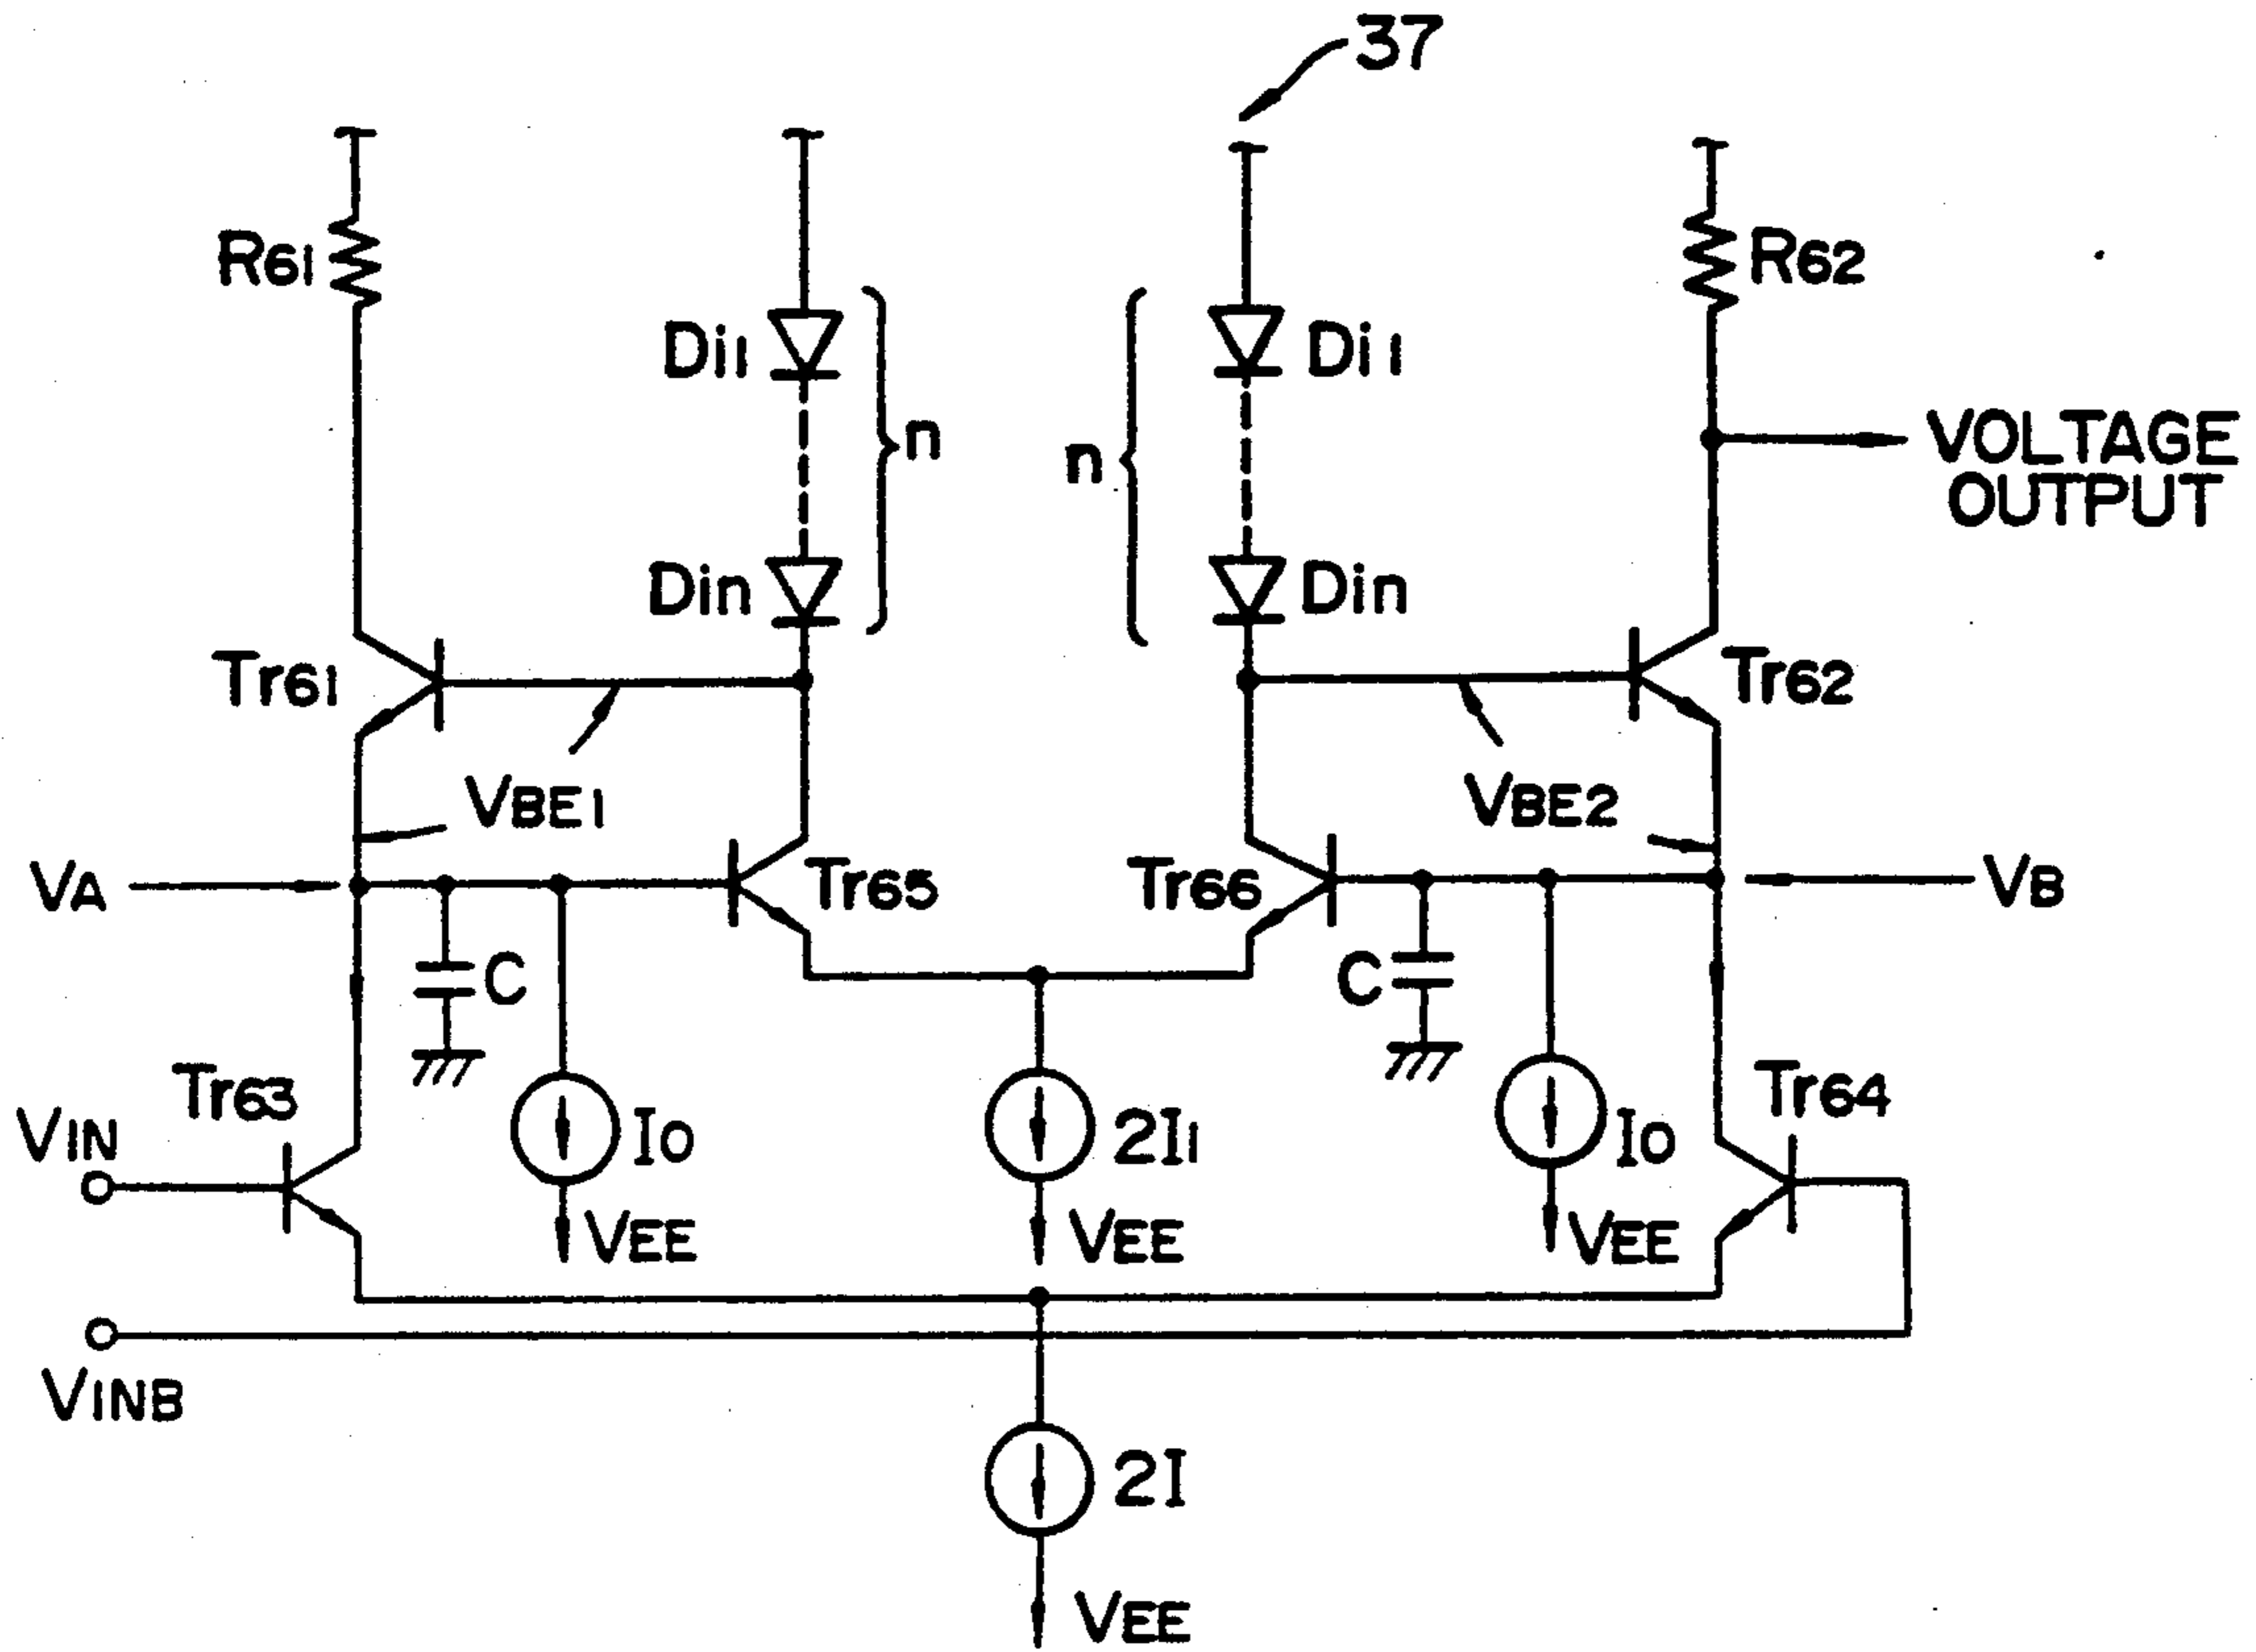 37
R61
Di1
n
n
Di1
R62
VOLTAGE
OUTPUT
Din
Din
Tr61
Tr62
VBE1
VBE2
VA
Tr65
Tr66
VB
C
C
Tr63
Tr64
VIN
I0
2I1
I0
VEE
VEE
VEE
VINB
2I
VEE